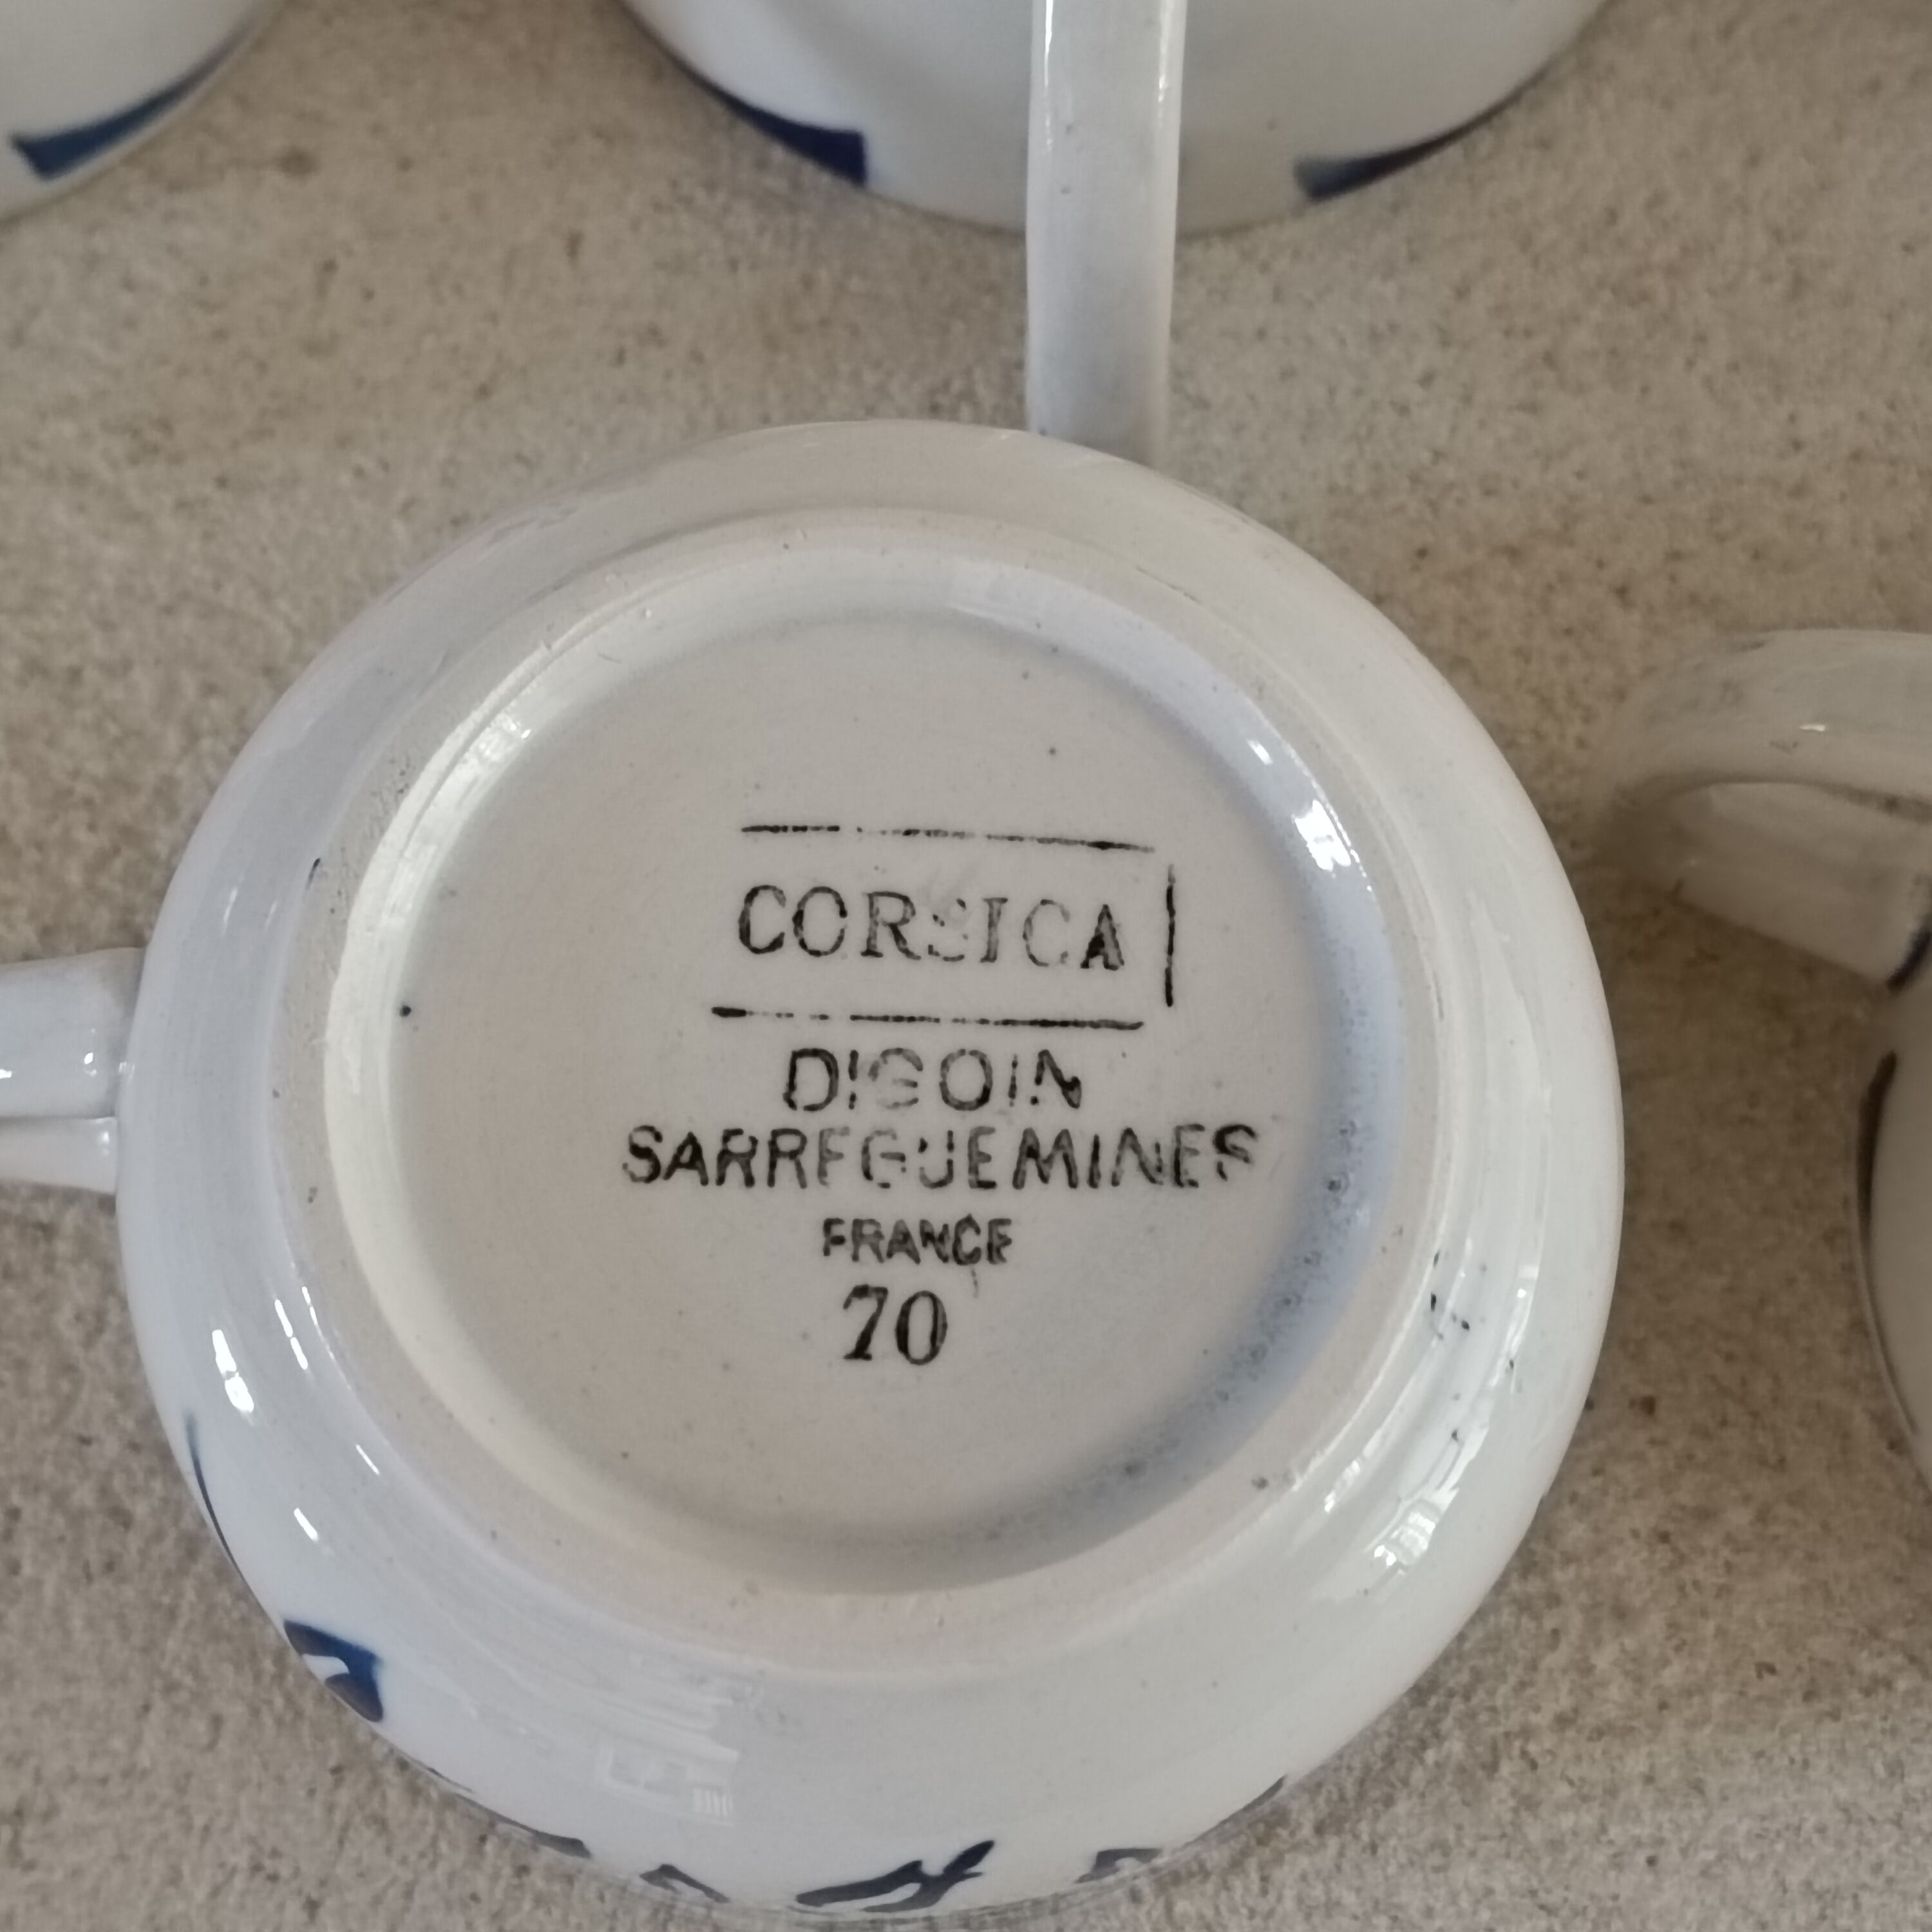 CORSICA
DIGOIN
SARREGUEMINES
FRANCE
70